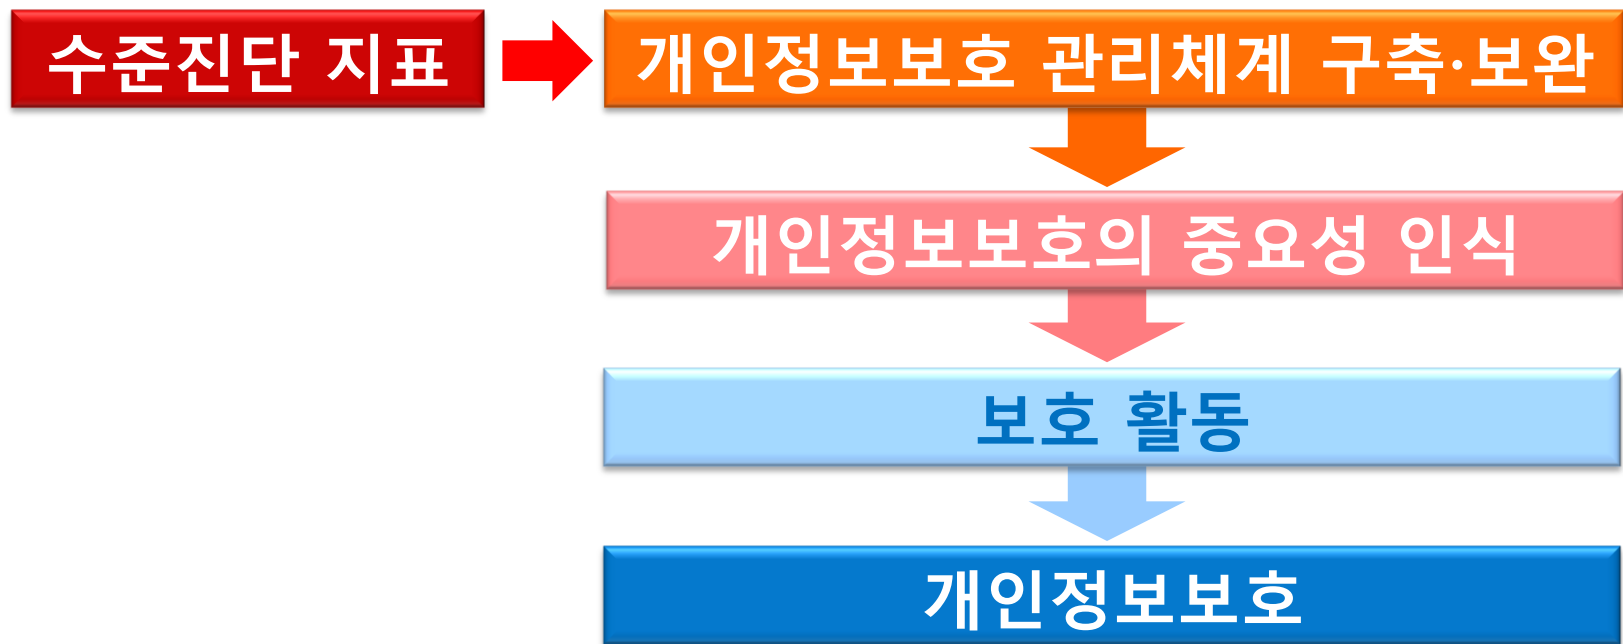 수준진단 지표
개인정보보호 관리체계 구축·보완
개인정보보호의 중요성 인식
보호 활동
개인정보보호